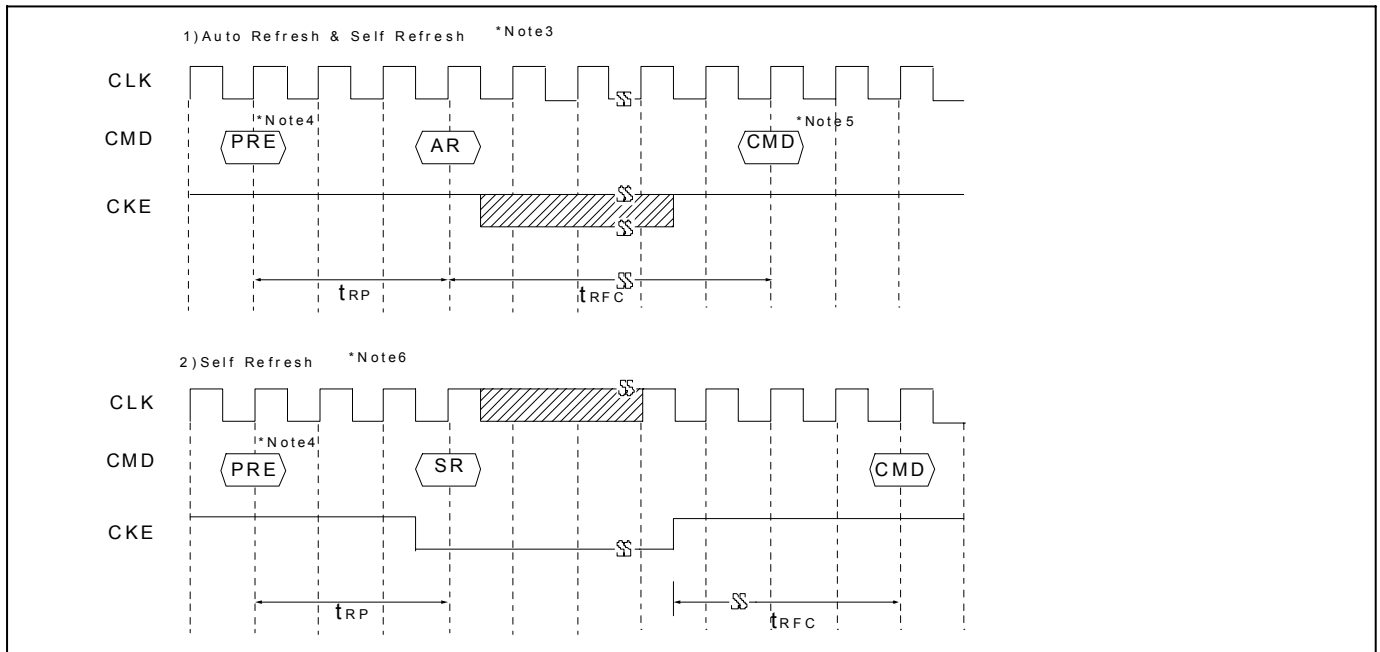 1)Auto Refresh & Self Refresh *Note3
CLK
*Note4 *Note5
CMD PRE AR CMD
CKE
tRP tRFC
2)Self Refresh *Note6
CLK
*Note4
CMD PRE SR CMD
CKE
tRP tRFC